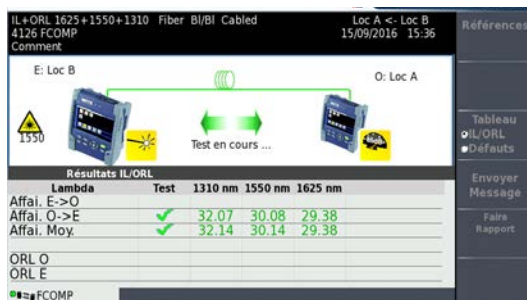 IL+ORL 1625+1550+1310 Fiber BI/BI Cabled Loc A <- Loc B
4126 FCOMP 15/09/2016 15:36
Comment
Références
E: Loc B
O: Loc A
1550
Test en cours ...
Tableau
IL/ORL
Défauts
Résultats IL/ORL
Lambda Test 1310 nm 1550 nm 1625 nm
Affai. E->O
Affai. O->E 32.07 30.08 29.38
Affai. Moy. 32.14 30.14 29.38
ORL O
ORL E
Envoyer
Message
Faire
Rapport
FCOMP